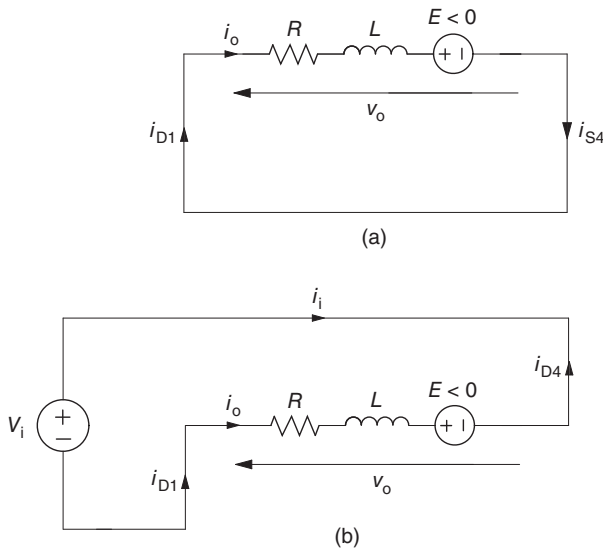 i_o R L E < 0
+ −
v_o
i_D1 i_S4
(a)
i_i
i_D4
V_i + −
i_o R L E < 0
+ −
i_D1 v_o
(b)